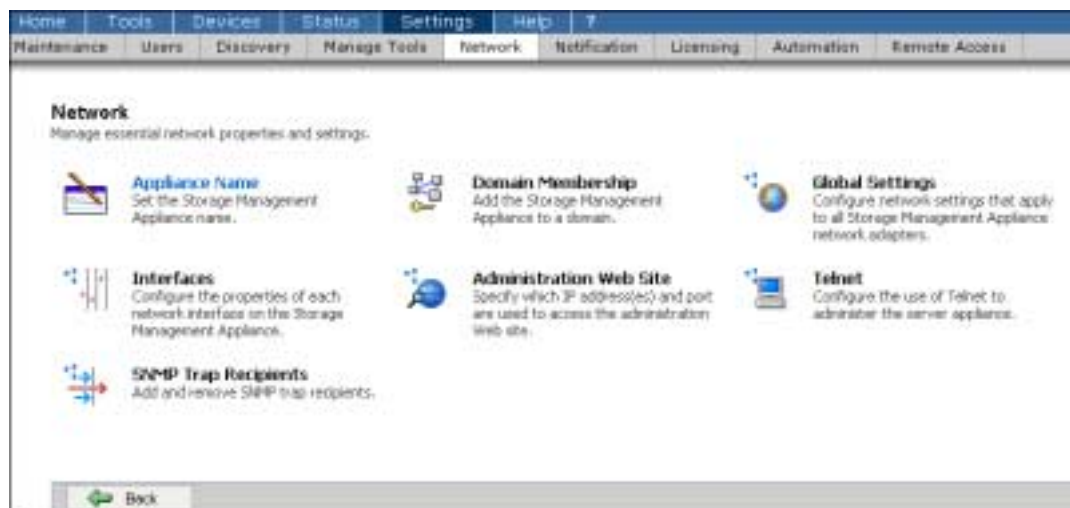 Home Tools Devices Status Settings Help ?
Maintenance Users Discovery Manage Tools Network Notification Licensing Automation Remote Access
Network
Manage essential network properties and settings.
Appliance Name
Set the Storage Management
Appliance name.
Domain Membership
Add the Storage Management
Appliance to a domain.
Global Settings
Configure network settings that apply
to all Storage Management Appliance
network adapters.
Interfaces
Configure the properties of each
network interface on the Storage
Management Appliance.
Administration Web Site
Specify which IP address(es) and port
are used to access the administration
Web site.
Telnet
Configure the use of Telnet to
administer the server appliance.
SNMP Trap Recipients
Add and remove SNMP trap recipients.
Back